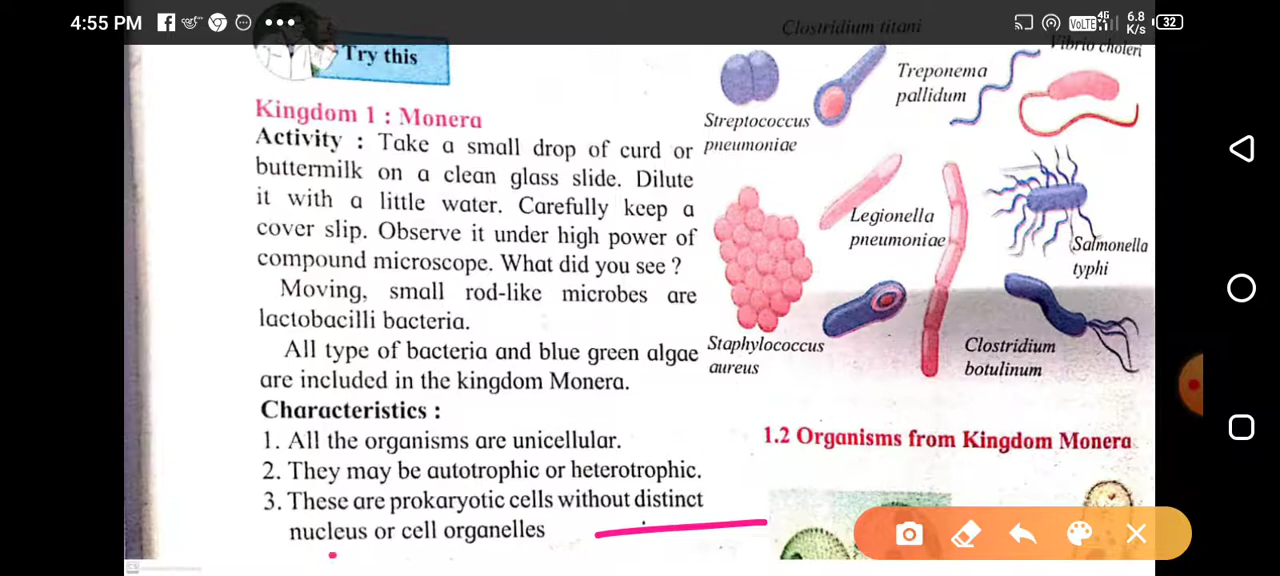 4:55 PM
VoLTE 4G 6.8 K/s 32
Try this
Kingdom 1 : Monera
Activity : Take a small drop of curd or
buttermilk on a clean glass slide. Dilute
it with a little water. Carefully keep a
cover slip. Observe it under high power of
compound microscope. What did you see ?
Moving, small rod-like microbes are
lactobacilli bacteria.
All type of bacteria and blue green algae
are included in the kingdom Monera.
Characteristics :
1. All the organisms are unicellular.
2. They may be autotrophic or heterotrophic.
3. These are prokaryotic cells without distinct
nucleus or cell organelles
Clostridium titani
Vibrio choleri
Treponema
pallidum
Streptococcus
pneumoniae
Legionella
pneumoniae
Salmonella
typhi
Staphylococcus
aureus
Clostridium
botulinum
1.2 Organisms from Kingdom Monera